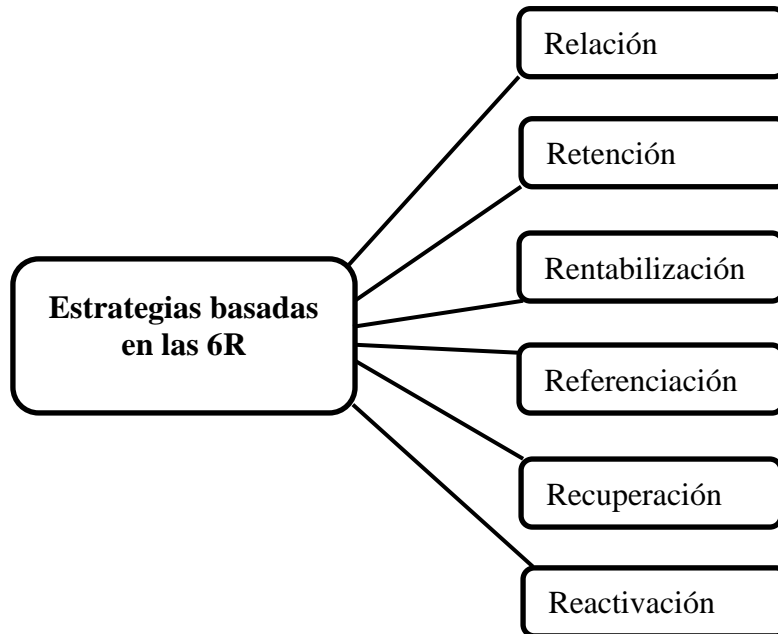 Relación
Retención
Rentabilización
Estrategias basadas
en las 6R
Referenciación
Recuperación
Reactivación